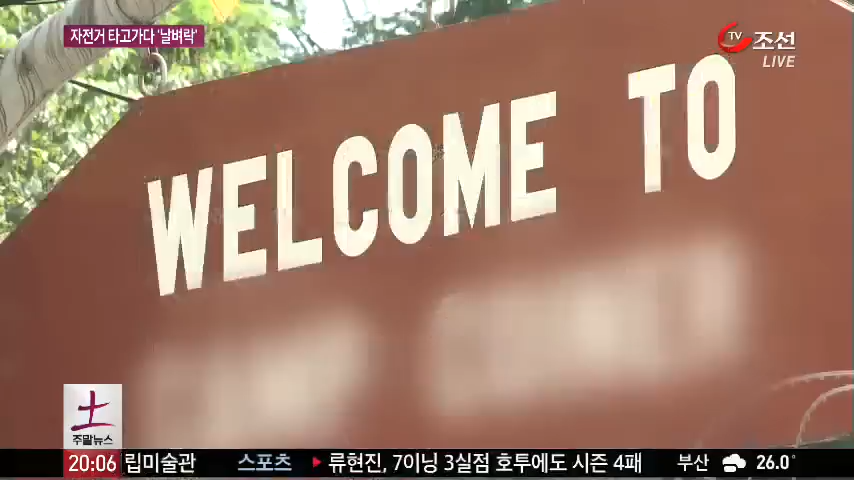 자전거 타고가다 '날벼락'
TV조선
LIVE
WELCOME TO
土
주말뉴스
20:06 립미술관 스포츠 ▶ 류현진, 7이닝 3실점 호투에도 시즌 4패 부산 26.0°